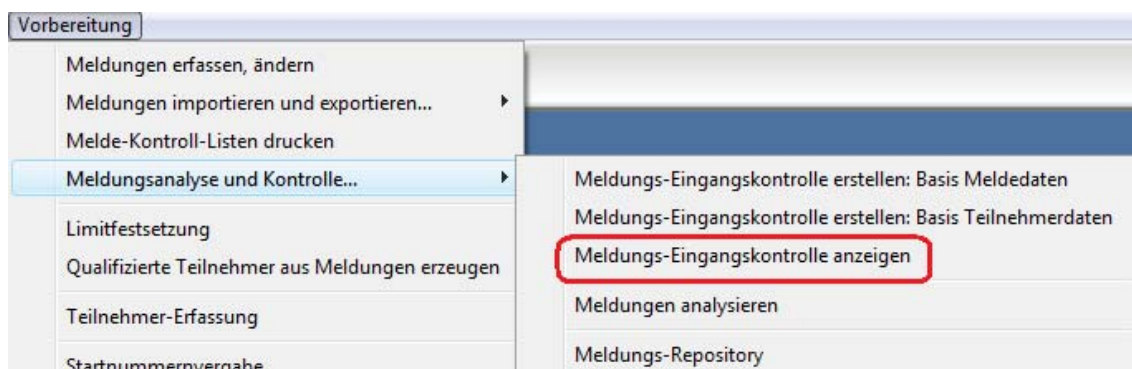 Vorbereitung
Meldungen erfassen, ändern
Meldungen importieren und exportieren...
Melde-Kontroll-Listen drucken
Meldungsanalyse und Kontrolle...
Limitfestsetzung
Qualifizierte Teilnehmer aus Meldungen erzeugen
Teilnehmer-Erfassung
Startnummernvergabe
Meldungs-Eingangskontrolle erstellen: Basis Meldedaten
Meldungs-Eingangskontrolle erstellen: Basis Teilnehmerdaten
Meldungs-Eingangskontrolle anzeigen
Meldungen analysieren
Meldungs-Repository